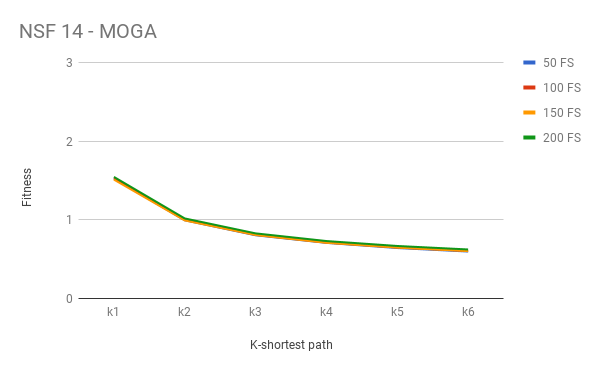 NSF 14 - MOGA
3
2
1
0
Fitness
k1 k2 k3 k4 k5 k6
K-shortest path
50 FS
100 FS
150 FS
200 FS